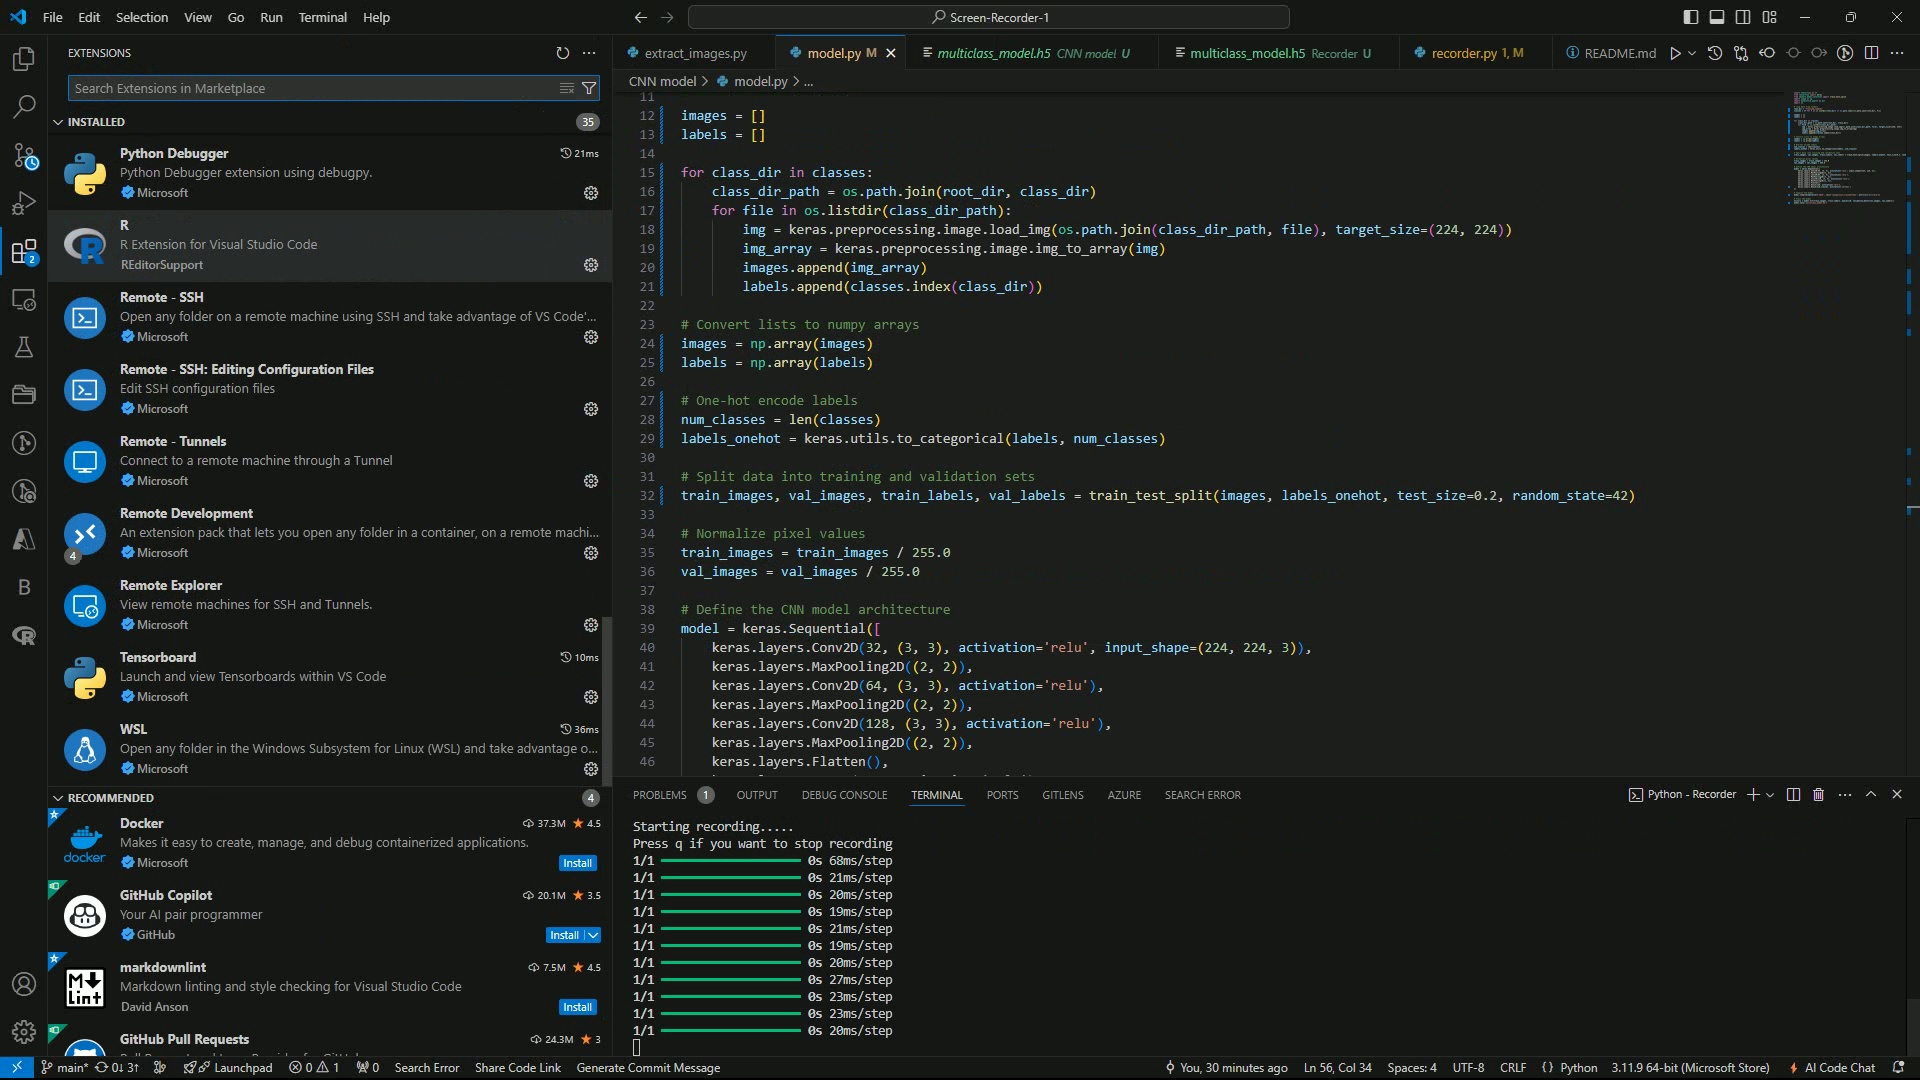 File Edit Selection View Go Run Terminal Help
Screen-Recorder-1
EXTENSIONS
Search Extensions in Marketplace
INSTALLED 35
Python Debugger 21ms
Python Debugger extension using debugpy.
Microsoft
R
R Extension for Visual Studio Code
REditorSupport
Remote - SSH
Open any folder on a remote machine using SSH and take advantage of VS Code'...
Microsoft
Remote - SSH: Editing Configuration Files
Edit SSH configuration files
Microsoft
Remote - Tunnels
Connect to a remote machine through a Tunnel
Microsoft
Remote Development
An extension pack that lets you open any folder in a container, on a remote machi...
4 Microsoft
Remote Explorer
View remote machines for SSH and Tunnels.
Microsoft
Tensorboard 10ms
Launch and view Tensorboards within VS Code
Microsoft
WSL 36ms
Open any folder in the Windows Subsystem for Linux (WSL) and take advantage o...
Microsoft
RECOMMENDED 4
Docker 37.3M 4.5
Makes it easy to create, manage, and debug containerized applications.
docker Microsoft Install
GitHub Copilot 20.1M 3.5
Your AI pair programmer
GitHub Install
markdownlint 7.5M 4.5
Markdown linting and style checking for Visual Studio Code
David Anson Install
GitHub Pull Requests 24.3M 3
extract_images.py model.py M multiclass_model.h5 CNN model U multiclass_model.h5 Recorder U recorder.py 1, M README.md
CNN model > model.py > ...
11
12 images = []
13 labels = []
14
15 for class_dir in classes:
16 class_dir_path = os.path.join(root_dir, class_dir)
17 for file in os.listdir(class_dir_path):
18 img = keras.preprocessing.image.load_img(os.path.join(class_dir_path, file), target_size=(224, 224))
19 img_array = keras.preprocessing.image.img_to_array(img)
20 images.append(img_array)
21 labels.append(classes.index(class_dir))
22
23 # Convert lists to numpy arrays
24 images = np.array(images)
25 labels = np.array(labels)
26
27 # One-hot encode labels
28 num_classes = len(classes)
29 labels_onehot = keras.utils.to_categorical(labels, num_classes)
30
31 # Split data into training and validation sets
32 train_images, val_images, train_labels, val_labels = train_test_split(images, labels_onehot, test_size=0.2, random_state=42)
33
34 # Normalize pixel values
35 train_images = train_images / 255.0
36 val_images = val_images / 255.0
37
38 # Define the CNN model architecture
39 model = keras.Sequential([
40 keras.layers.Conv2D(32, (3, 3), activation='relu', input_shape=(224, 224, 3)),
41 keras.layers.MaxPooling2D((2, 2)),
42 keras.layers.Conv2D(64, (3, 3), activation='relu'),
43 keras.layers.MaxPooling2D((2, 2)),
44 keras.layers.Conv2D(128, (3, 3), activation='relu'),
45 keras.layers.MaxPooling2D((2, 2)),
46 keras.layers.Flatten(),
PROBLEMS 1 OUTPUT DEBUG CONSOLE TERMINAL PORTS GITLENS AZURE SEARCH ERROR Python - Recorder
Starting recording.....
Press q if you want to stop recording
1/1 0s 68ms/step
1/1 0s 21ms/step
1/1 0s 20ms/step
1/1 0s 19ms/step
1/1 0s 21ms/step
1/1 0s 19ms/step
1/1 0s 20ms/step
1/1 0s 27ms/step
1/1 0s 23ms/step
1/1 0s 23ms/step
1/1 0s 20ms/step
main* 0↓ 3↑ Launchpad 0 1 0 Search Error Share Code Link Generate Commit Message You, 30 minutes ago Ln 56, Col 34 Spaces: 4 UTF-8 CRLF {} Python 3.11.9 64-bit (Microsoft Store) AI Code Chat